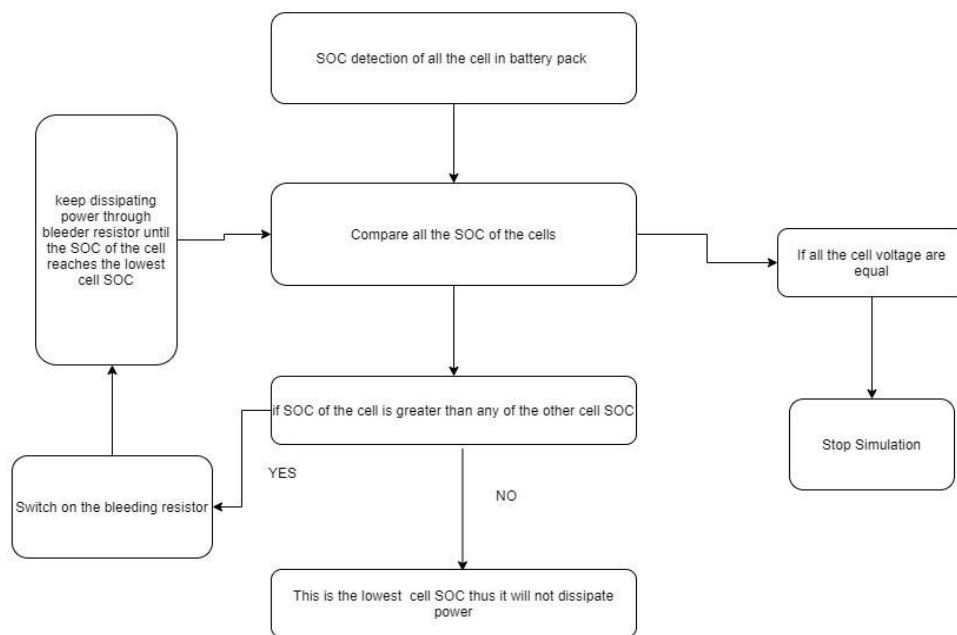 SOC detection of all the cell in battery pack
keep dissipating
power through
bleeder resistor until
the SOC of the cell
reaches the lowest
cell SOC
Compare all the SOC of the cells
If all the cell voltage are
equal
if SOC of the cell is greater than any of the other cell SOC
Stop Simulation
YES
NO
Switch on the bleeding resistor
This is the lowest cell SOC thus it will not dissipate
power